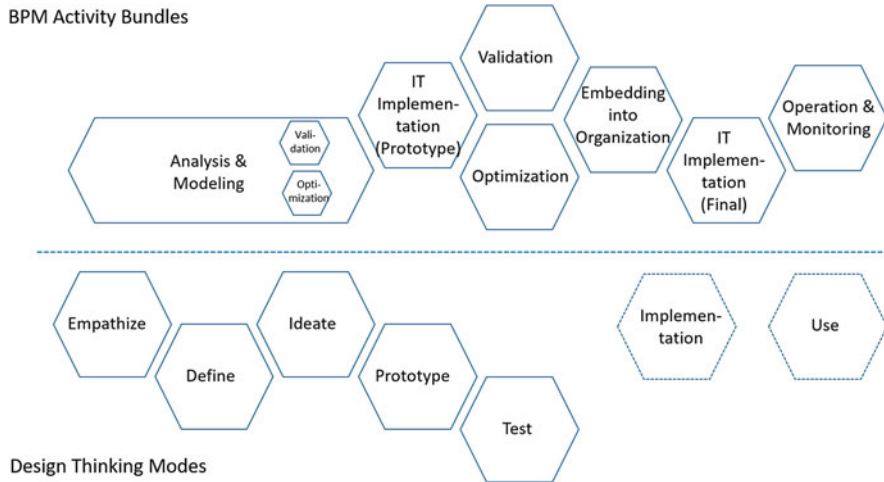 BPM Activity Bundles
Analysis &
Modeling
Vali-
dation
Opti-
mization
IT
Implemen-
tation
(Prototype)
Validation
Optimization
Embedding
into
Organization
IT
Implemen-
tation
(Final)
Operation &
Monitoring
Empathize
Define
Ideate
Prototype
Test
Implemen-
tation
Use
Design Thinking Modes